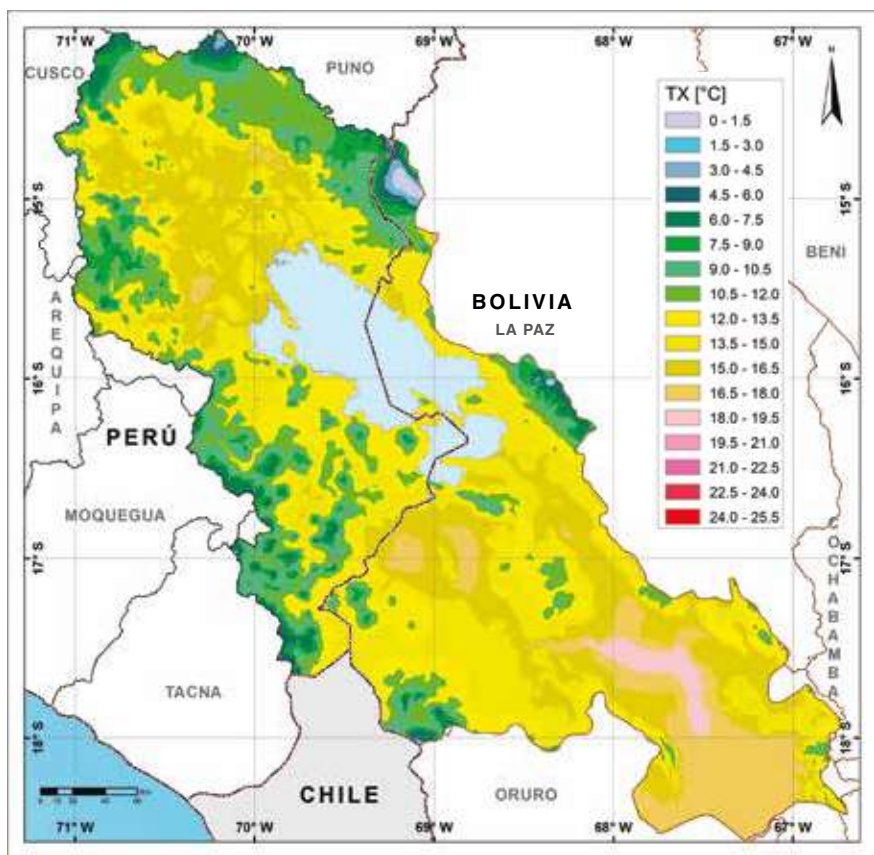 71° W 70° W 69° W 68° W 67° W
CUSCO
PUNO
N
TX [°C]
0 - 1.5
1.5 - 3.0
3.0 - 4.5
4.5 - 6.0
6.0 - 7.5
7.5 - 9.0
9.0 - 10.5
10.5 - 12.0
12.0 - 13.5
13.5 - 15.0
15.0 - 16.5
16.5 - 18.0
18.0 - 19.5
19.5 - 21.0
21.0 - 22.5
22.5 - 24.0
24.0 - 25.5
15° S
15° S
BENI
AREQUIPA
BOLIVIA
LA PAZ
16° S
16° S
PERÚ
MOQUEGUA
17° S
17° S
COCHABAMBA
TACNA
18° S
18° S
CHILE
ORURO
71° W 70° W 69° W 68° W 67° W